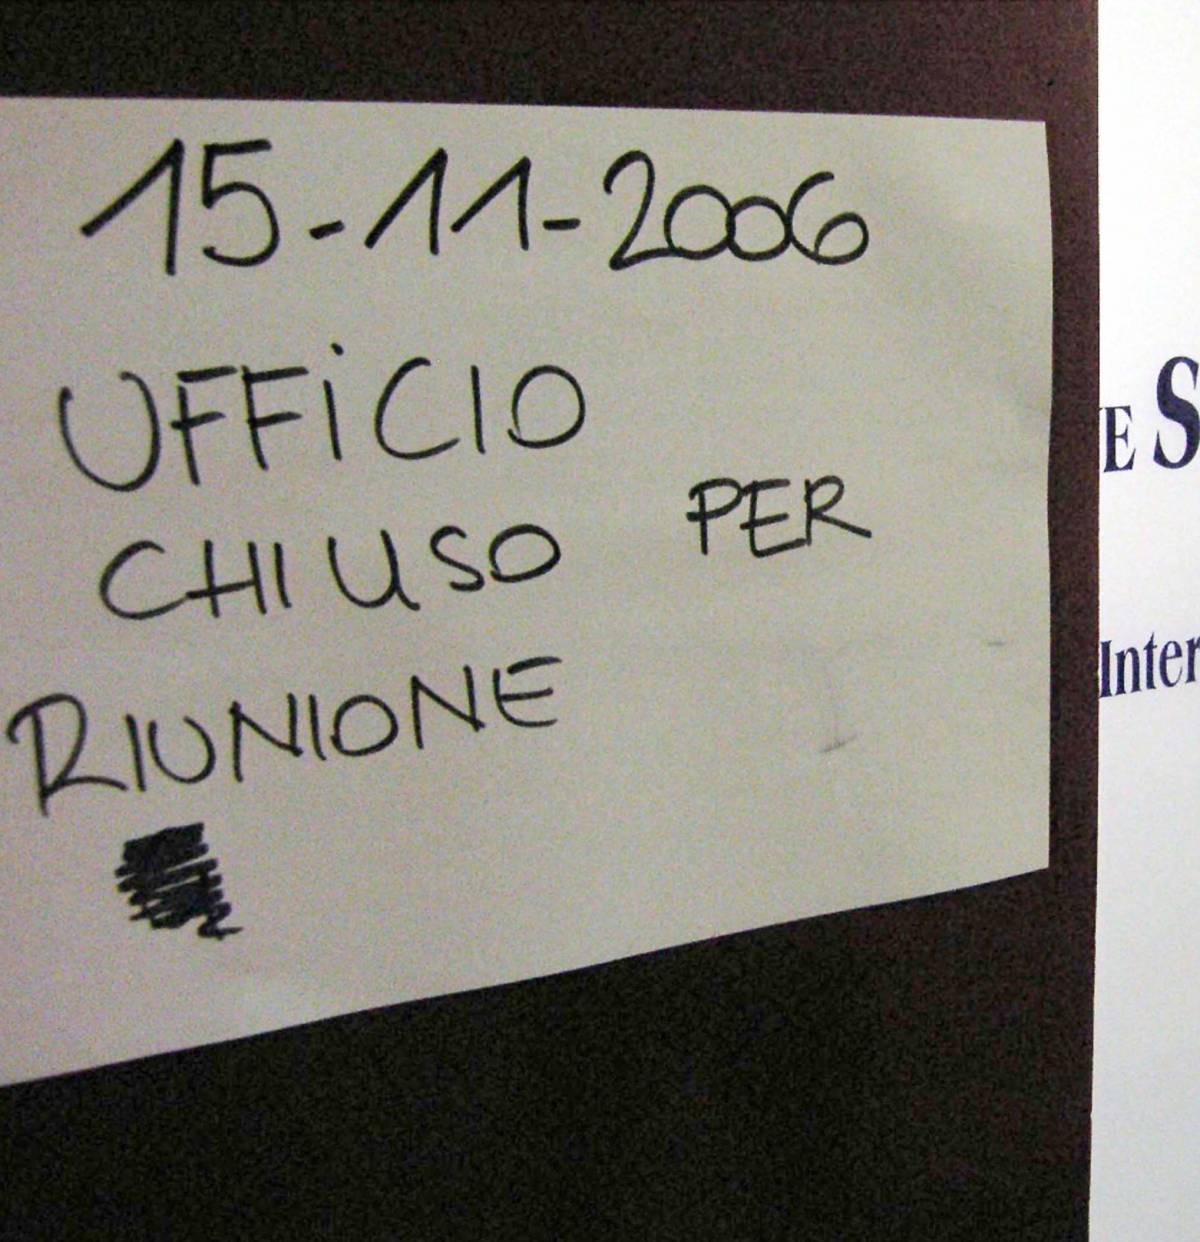 15-11-2006
UFFiCIO
CHIUSO PER
RIUNIONE
E S
Inter